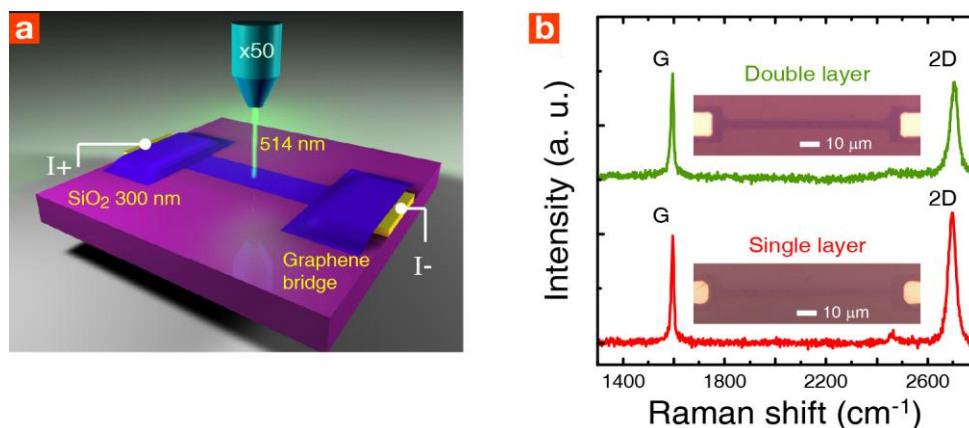 a
x50
514 nm
I+
SiO₂ 300 nm
I-
Graphene
bridge
b
Intensity (a. u.)
G
Double layer
2D
10 μm
G
Single layer
2D
10 μm
1400
1800
2200
2600
Raman shift (cm⁻¹)